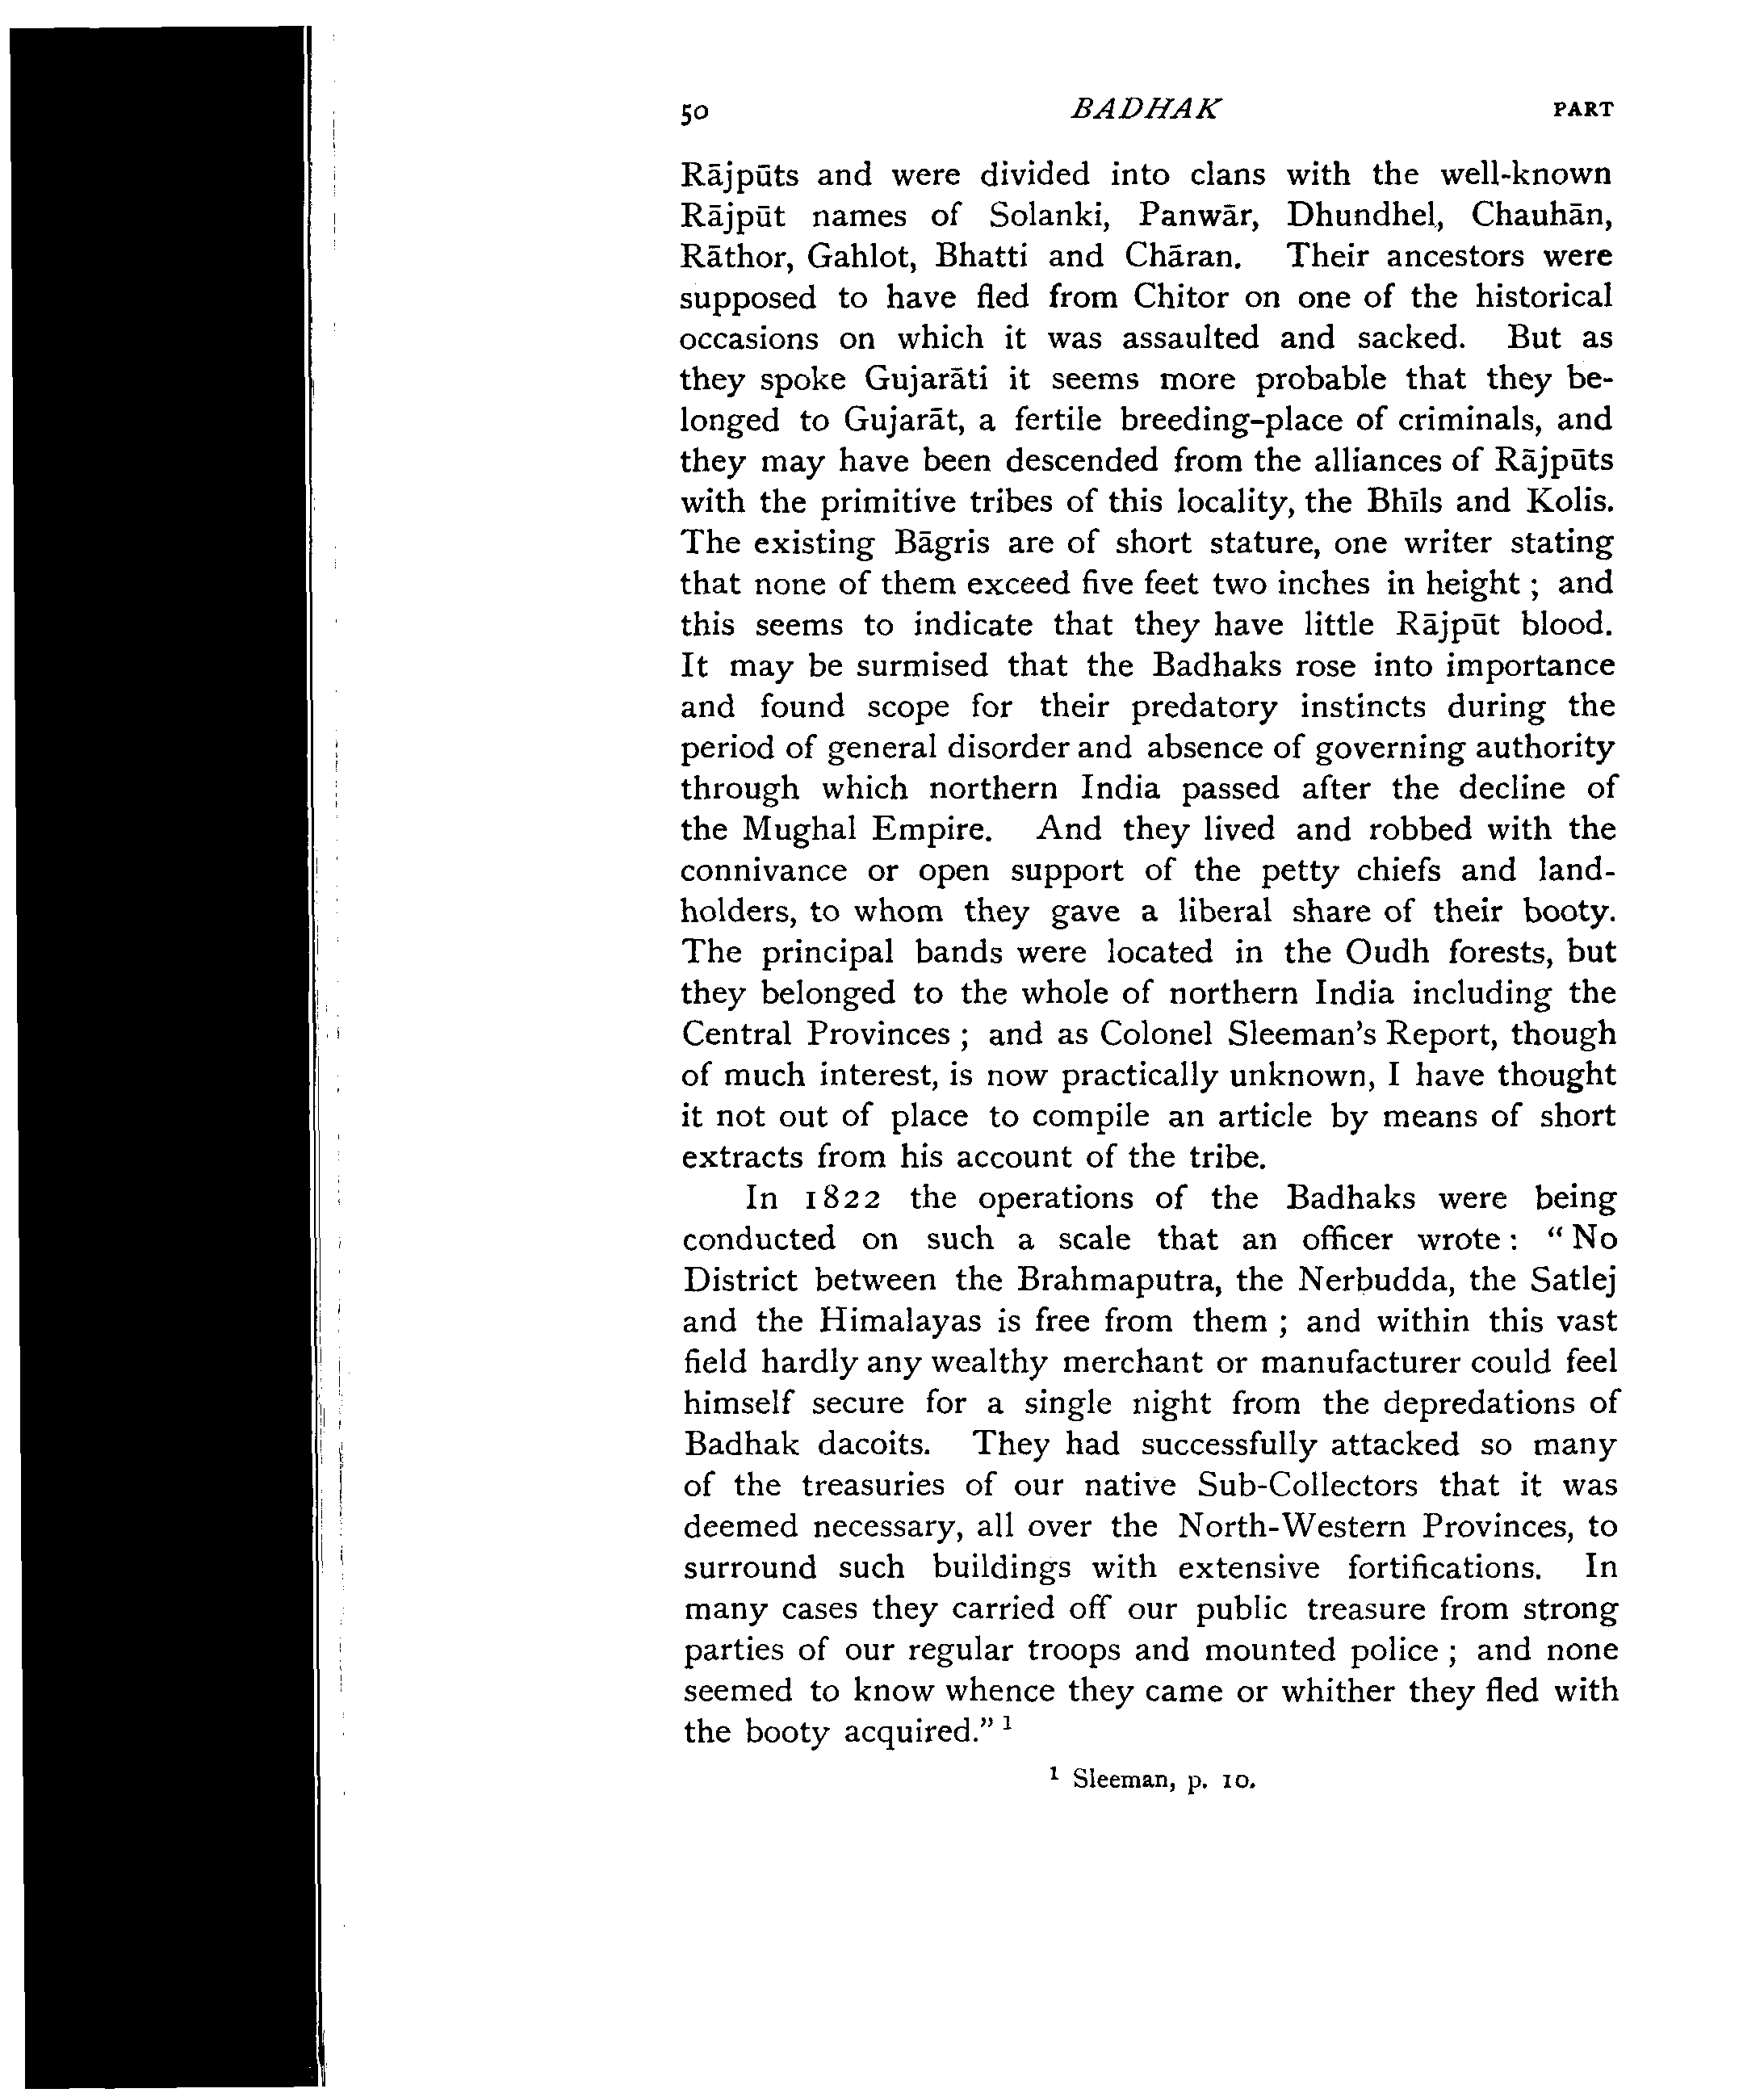 50 BADHAK PART
Rājpūts and were divided into clans with the well-known
Rājpūt names of Solanki, Panwār, Dhundhel, Chauhān,
Rāthor, Gahlot, Bhatti and Chāran. Their ancestors were
supposed to have fled from Chitor on one of the historical
occasions on which it was assaulted and sacked. But as
they spoke Gujarāti it seems more probable that they be-
longed to Gujarāt, a fertile breeding-place of criminals, and
they may have been descended from the alliances of Rājpūts
with the primitive tribes of this locality, the Bhīls and Kolis.
The existing Bāgris are of short stature, one writer stating
that none of them exceed five feet two inches in height ; and
this seems to indicate that they have little Rājpūt blood.
It may be surmised that the Badhaks rose into importance
and found scope for their predatory instincts during the
period of general disorder and absence of governing authority
through which northern India passed after the decline of
the Mughal Empire. And they lived and robbed with the
connivance or open support of the petty chiefs and land-
holders, to whom they gave a liberal share of their booty.
The principal bands were located in the Oudh forests, but
they belonged to the whole of northern India including the
Central Provinces ; and as Colonel Sleeman's Report, though
of much interest, is now practically unknown, I have thought
it not out of place to compile an article by means of short
extracts from his account of the tribe.
In 1822 the operations of the Badhaks were being
conducted on such a scale that an officer wrote: “No
District between the Brahmaputra, the Nerbudda, the Satlej
and the Himalayas is free from them ; and within this vast
field hardly any wealthy merchant or manufacturer could feel
himself secure for a single night from the depredations of
Badhak dacoits. They had successfully attacked so many
of the treasuries of our native Sub-Collectors that it was
deemed necessary, all over the North-Western Provinces, to
surround such buildings with extensive fortifications. In
many cases they carried off our public treasure from strong
parties of our regular troops and mounted police ; and none
seemed to know whence they came or whither they fled with
the booty acquired.” 1
1 Sleeman, p. 10.